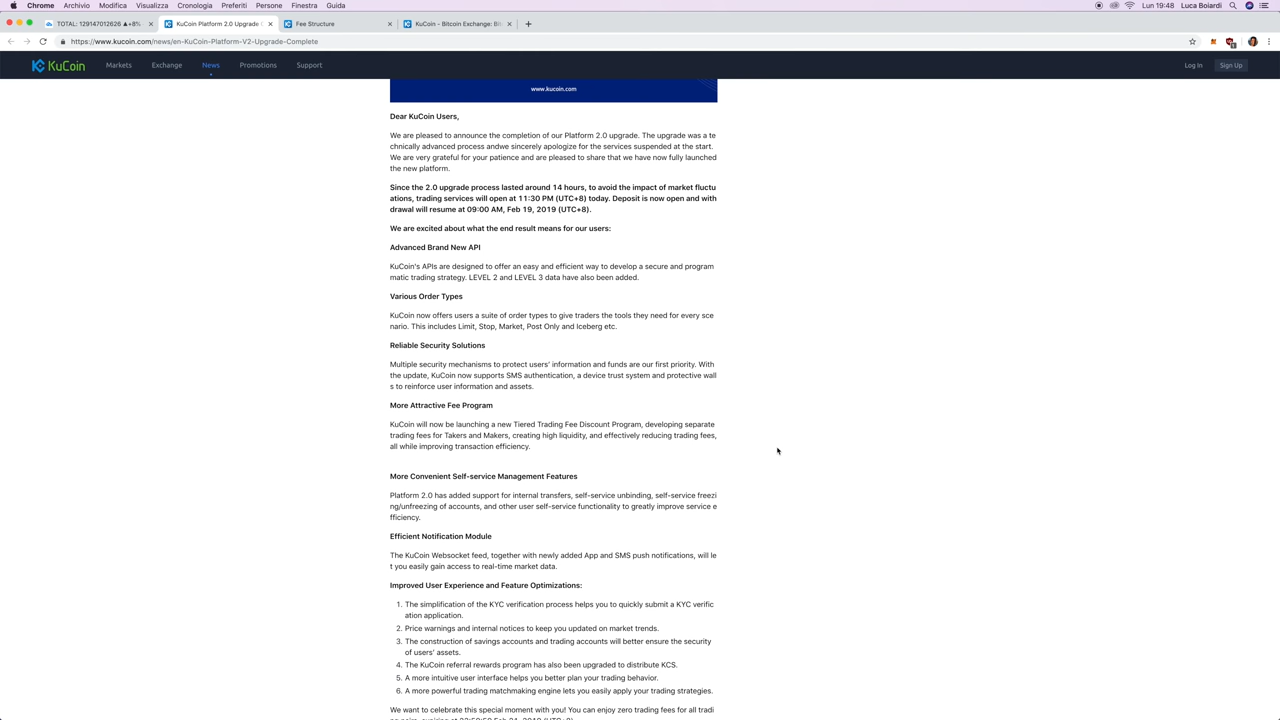 Chrome Archivio Modifica Visualizza Cronologia Preferiti Persone Finestra Guida Lun 19:48 Luca Boiardi
TOTAL: 129147012626 ▲+8% KuCoin Platform 2.0 Upgrade Fee Structure KuCoin - Bitcoin Exchange: Bit
https://www.kucoin.com/news/en-KuCoin-Platform-V2-Upgrade-Complete
KuCoin Markets Exchange News Promotions Support Log In Sign Up
www.kucoin.com
Dear KuCoin Users,
We are pleased to announce the completion of our Platform 2.0 upgrade. The upgrade was a te
chnically advanced process andwe sincerely apologize for the services suspended at the start.
We are very grateful for your patience and are pleased to share that we have now fully launched
the new platform.
Since the 2.0 upgrade process lasted around 14 hours, to avoid the impact of market fluctu
ations, trading services will open at 11:30 PM (UTC+8) today. Deposit is now open and with
drawal will resume at 09:00 AM, Feb 19, 2019 (UTC+8).
We are excited about what the end result means for our users:
Advanced Brand New API
KuCoin's APIs are designed to offer an easy and efficient way to develop a secure and program
matic trading strategy. LEVEL 2 and LEVEL 3 data have also been added.
Various Order Types
KuCoin now offers users a suite of order types to give traders the tools they need for every sce
nario. This includes Limit, Stop, Market, Post Only and Iceberg etc.
Reliable Security Solutions
Multiple security mechanisms to protect users' information and funds are our first priority. With
the update, KuCoin now supports SMS authentication, a device trust system and protective wall
s to reinforce user information and assets.
More Attractive Fee Program
KuCoin will now be launching a new Tiered Trading Fee Discount Program, developing separate
trading fees for Takers and Makers, creating high liquidity, and effectively reducing trading fees,
all while improving transaction efficiency.
More Convenient Self-service Management Features
Platform 2.0 has added support for internal transfers, self-service unbinding, self-service freezi
ng/unfreezing of accounts, and other user self-service functionality to greatly improve service e
fficiency.
Efficient Notification Module
The KuCoin Websocket feed, together with newly added App and SMS push notifications, will le
t you easily gain access to real-time market data.
Improved User Experience and Feature Optimizations:
1. The simplification of the KYC verification process helps you to quickly submit a KYC verific
ation application.
2. Price warnings and internal notices to keep you updated on market trends.
3. The construction of savings accounts and trading accounts will better ensure the security
of users' assets.
4. The KuCoin referral rewards program has also been upgraded to distribute KCS.
5. A more intuitive user interface helps you better plan your trading behavior.
6. A more powerful trading matchmaking engine lets you easily apply your trading strategies.
We want to celebrate this special moment with you! You can enjoy zero trading fees for all tradi